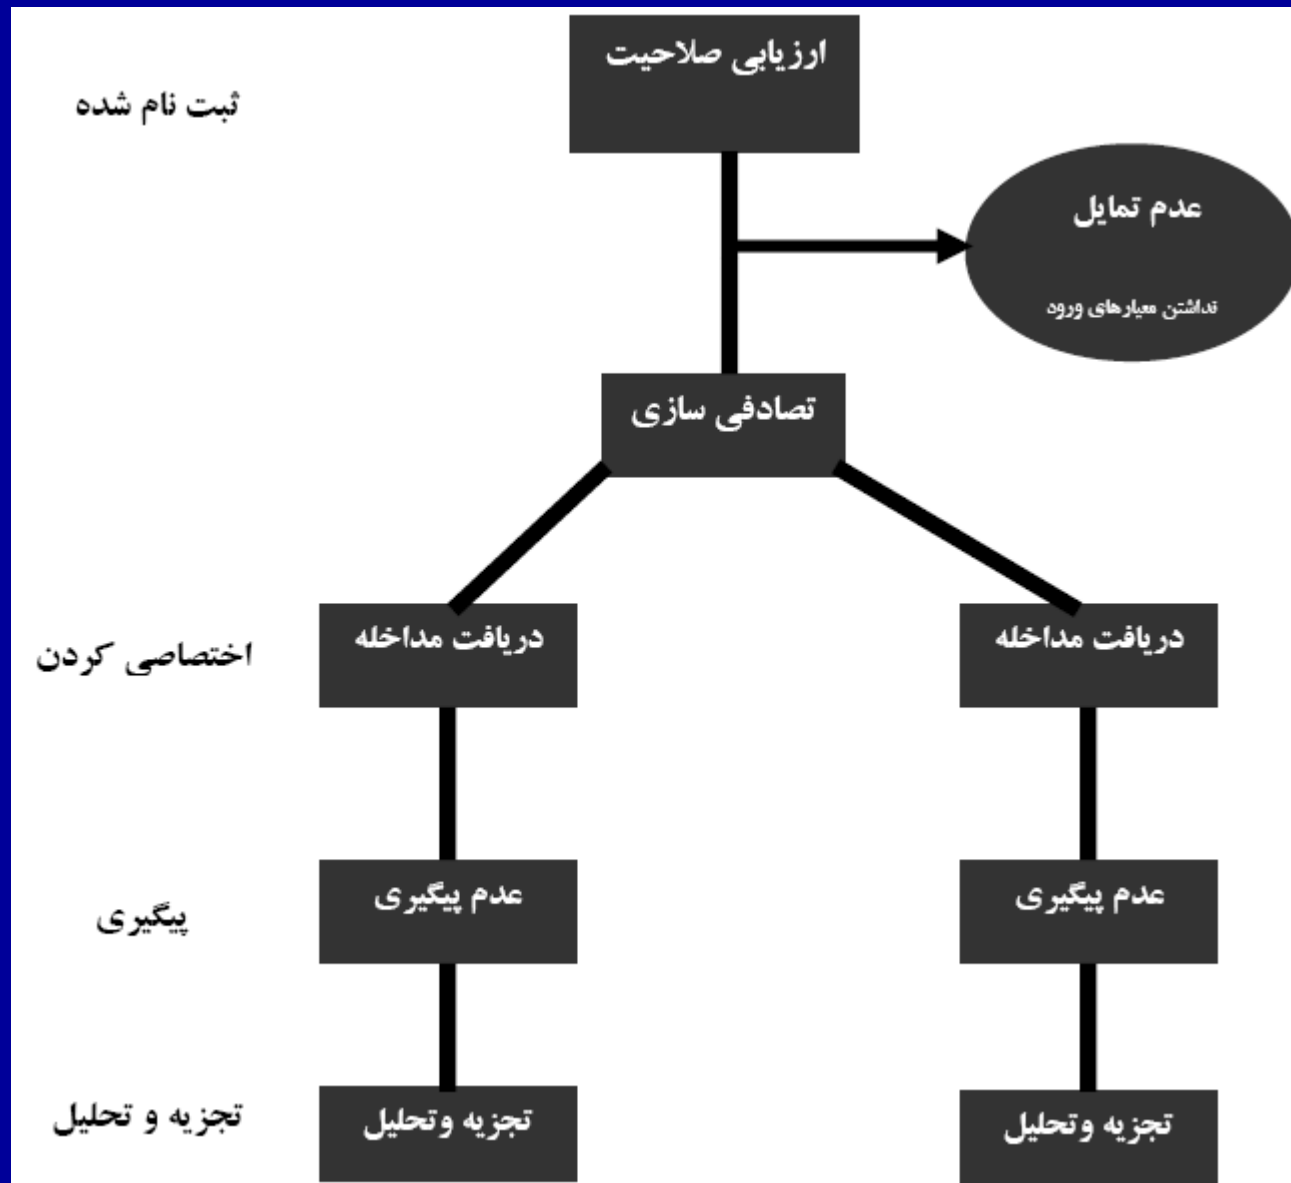 ارزیابی صلاحیت
ثبت نام شده
عدم تمایل
نداشتن معیارهای ورود
تصادفی سازی
دریافت مداخله
دریافت مداخله
اختصاصی کردن
عدم پیگیری
عدم پیگیری
پیگیری
تجزیه وتحلیل
تجزیه وتحلیل
تجزیه و تحلیل